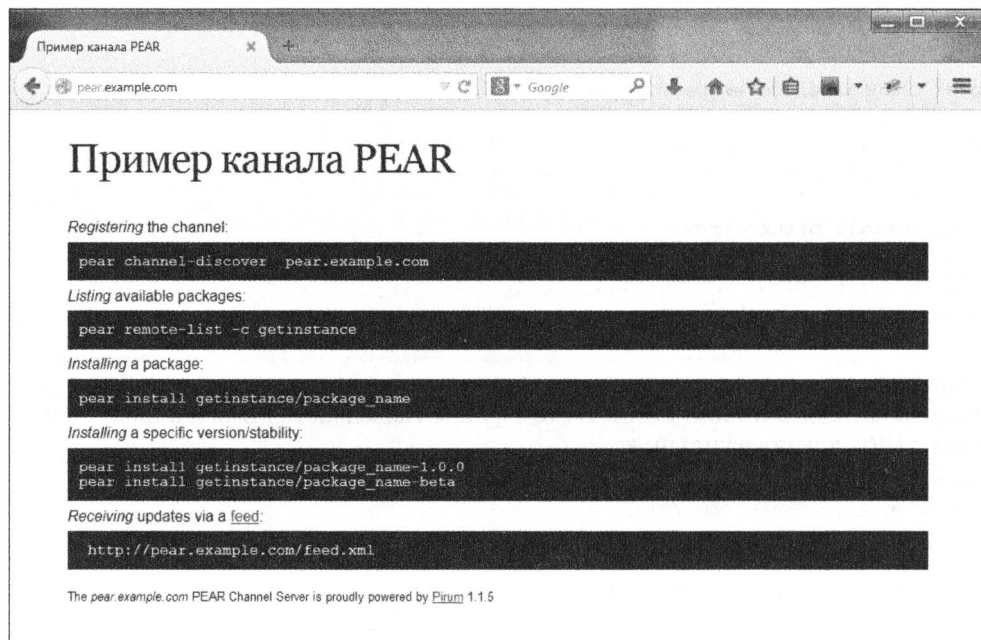 Пример канала PEAR
pear.example.com
Google
Пример канала PEAR
Registering the channel:
pear channel-discover pear.example.com
Listing available packages:
pear remote-list -c getinstance
Installing a package:
pear install getinstance/package_name
Installing a specific version/stability:
pear install getinstance/package_name-1.0.0
pear install getinstance/package_name-beta
Receiving updates via a feed:
http://pear.example.com/feed.xml
The pear.example.com PEAR Channel Server is proudly powered by Pirum 1.1.5